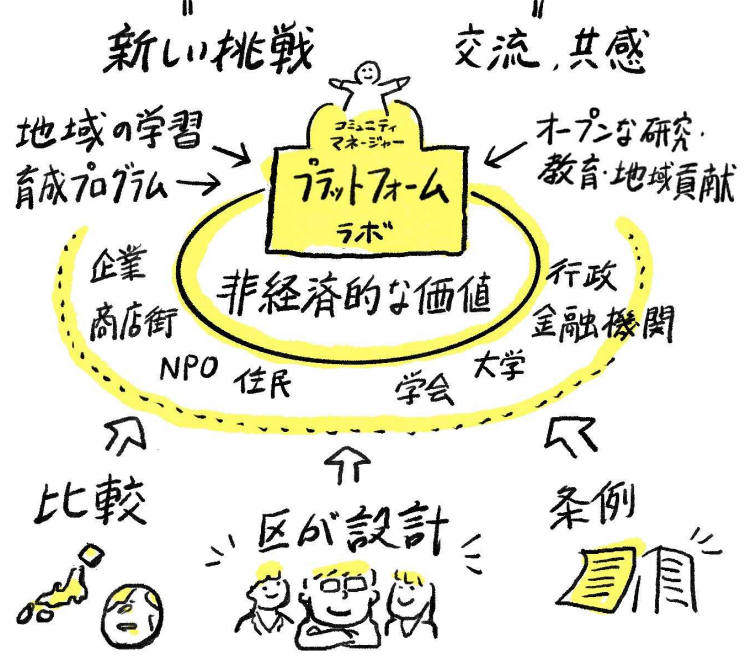 新しい挑戦
交流、共感
地域の学習
育成プログラム
コミュニティ
マネージャー
プラットフォーム
ラボ
オープンな研究・
教育・地域貢献
非経済的な価値
企業
商店街
NPO
住民
学会
大学
行政
金融機関
比較
区が設計
条例